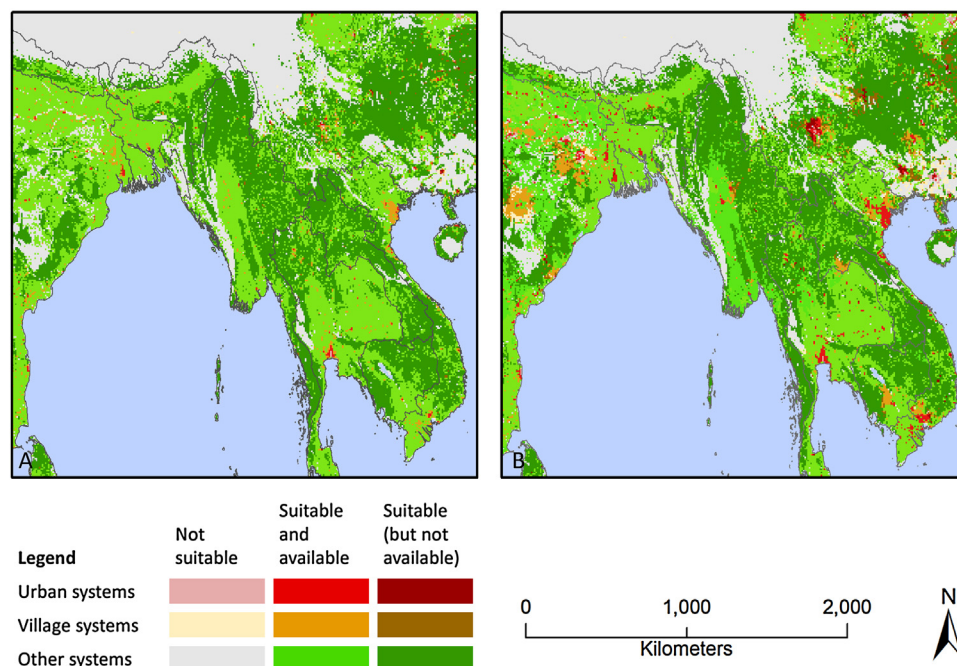 A
B
Legend
Not
suitable
Suitable
and
available
Suitable
(but not
available)
Urban systems
Village systems
Other systems
0 1,000 2,000
Kilometers
N